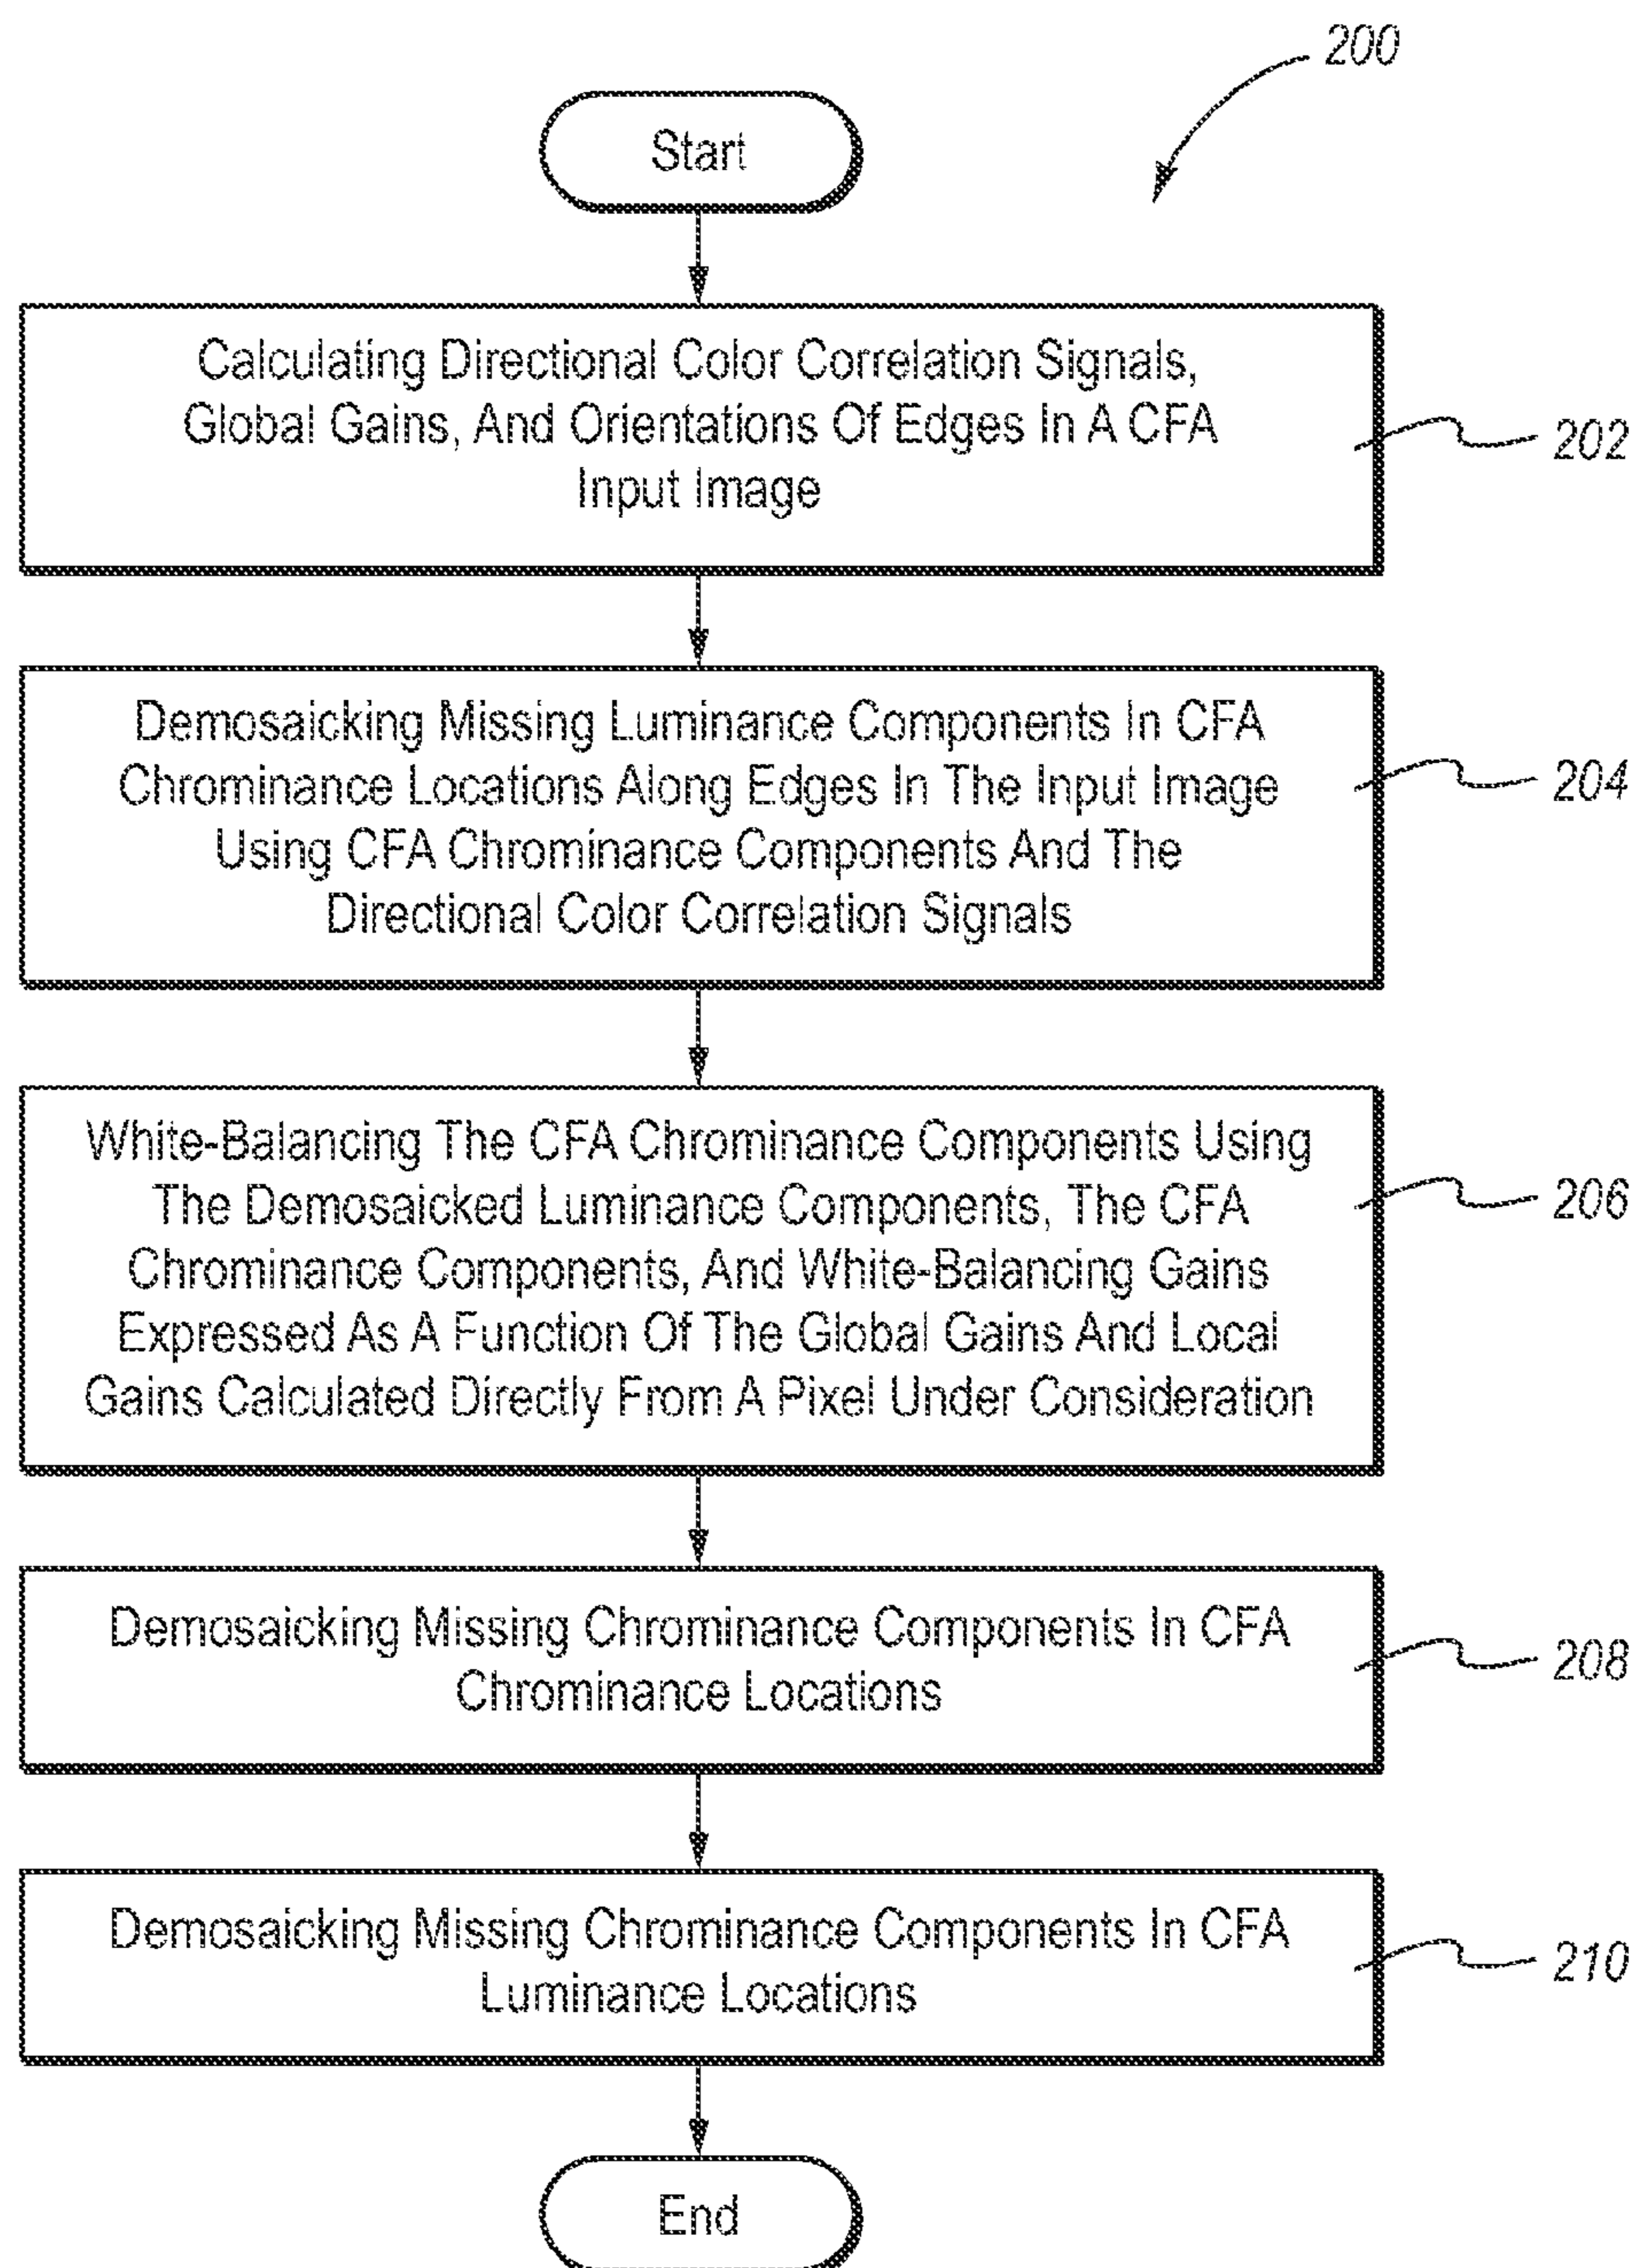 200
Start
Calculating Directional Color Correlation Signals,
Global Gains, And Orientations Of Edges In A CFA
Input Image
202
Demosaicking Missing Luminance Components In CFA
Chrominance Locations Along Edges In The Input Image
Using CFA Chrominance Components And The
Directional Color Correlation Signals
204
White-Balancing The CFA Chrominance Components Using
The Demosaicked Luminance Components, The CFA
Chrominance Components, And White-Balancing Gains
Expressed As A Function Of The Global Gains And Local
Gains Calculated Directly From A Pixel Under Consideration
206
Demosaicking Missing Chrominance Components In CFA
Chrominance Locations
208
Demosaicking Missing Chrominance Components In CFA
Luminance Locations
210
End